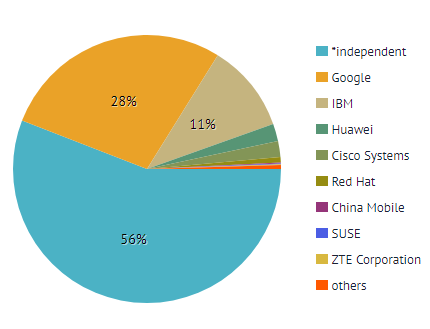 28%
11%
56%
*independent
Google
IBM
Huawei
Cisco Systems
Red Hat
China Mobile
SUSE
ZTE Corporation
others